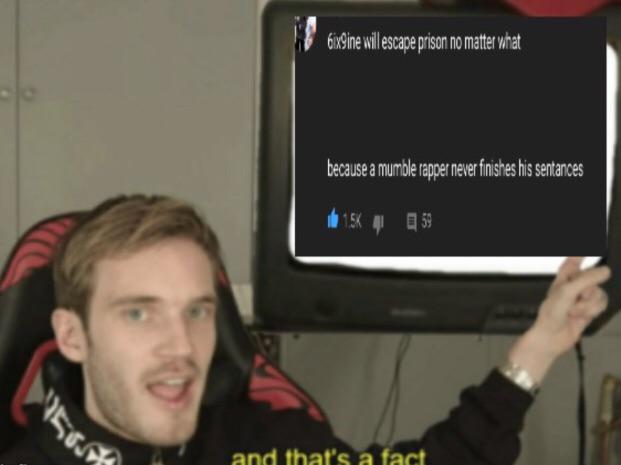 6ix9ine will escape prison no matter what
because a mumble rapper never finishes his sentances
1.5K
59
and that's a fact